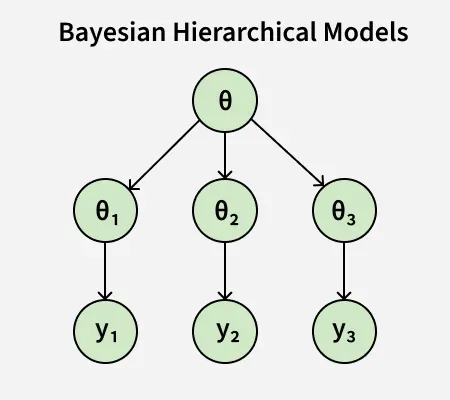 Bayesian Hierarchical Models
θ
θ₁ θ₂ θ₃
y₁ y₂ y₃